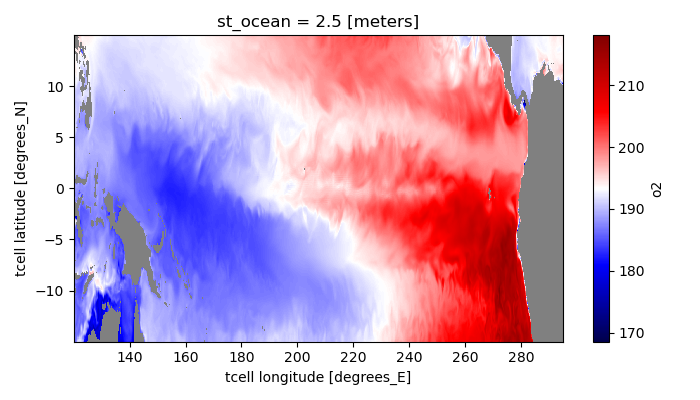 st_ocean = 2.5 [meters]
10
5
0
−5
−10
tcell latitude [degrees_N]
140 160 180 200 220 240 260 280
tcell longitude [degrees_E]
210
200
190
180
170
o2